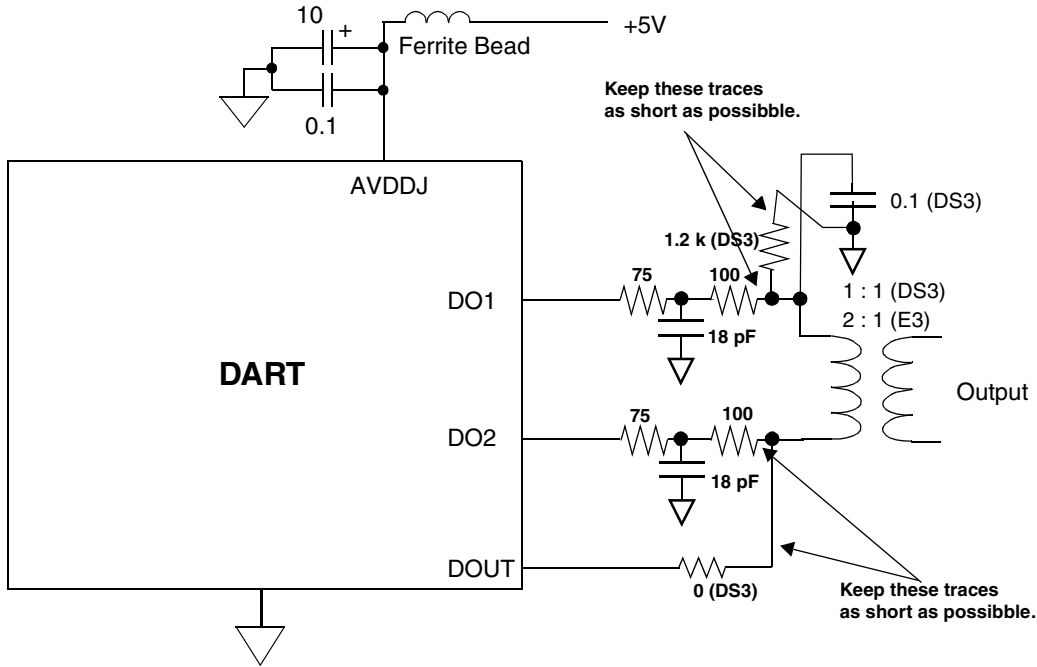 10
+
+5V
Ferrite Bead
0.1
Keep these traces
as short as possibble.
AVDDJ
0.1 (DS3)
1.2 k (DS3)
75
100
1 : 1 (DS3)
DO1
2 : 1 (E3)
18 pF
DART
Output
75
100
DO2
18 pF
DOUT
0 (DS3)
Keep these traces
as short as possibble.